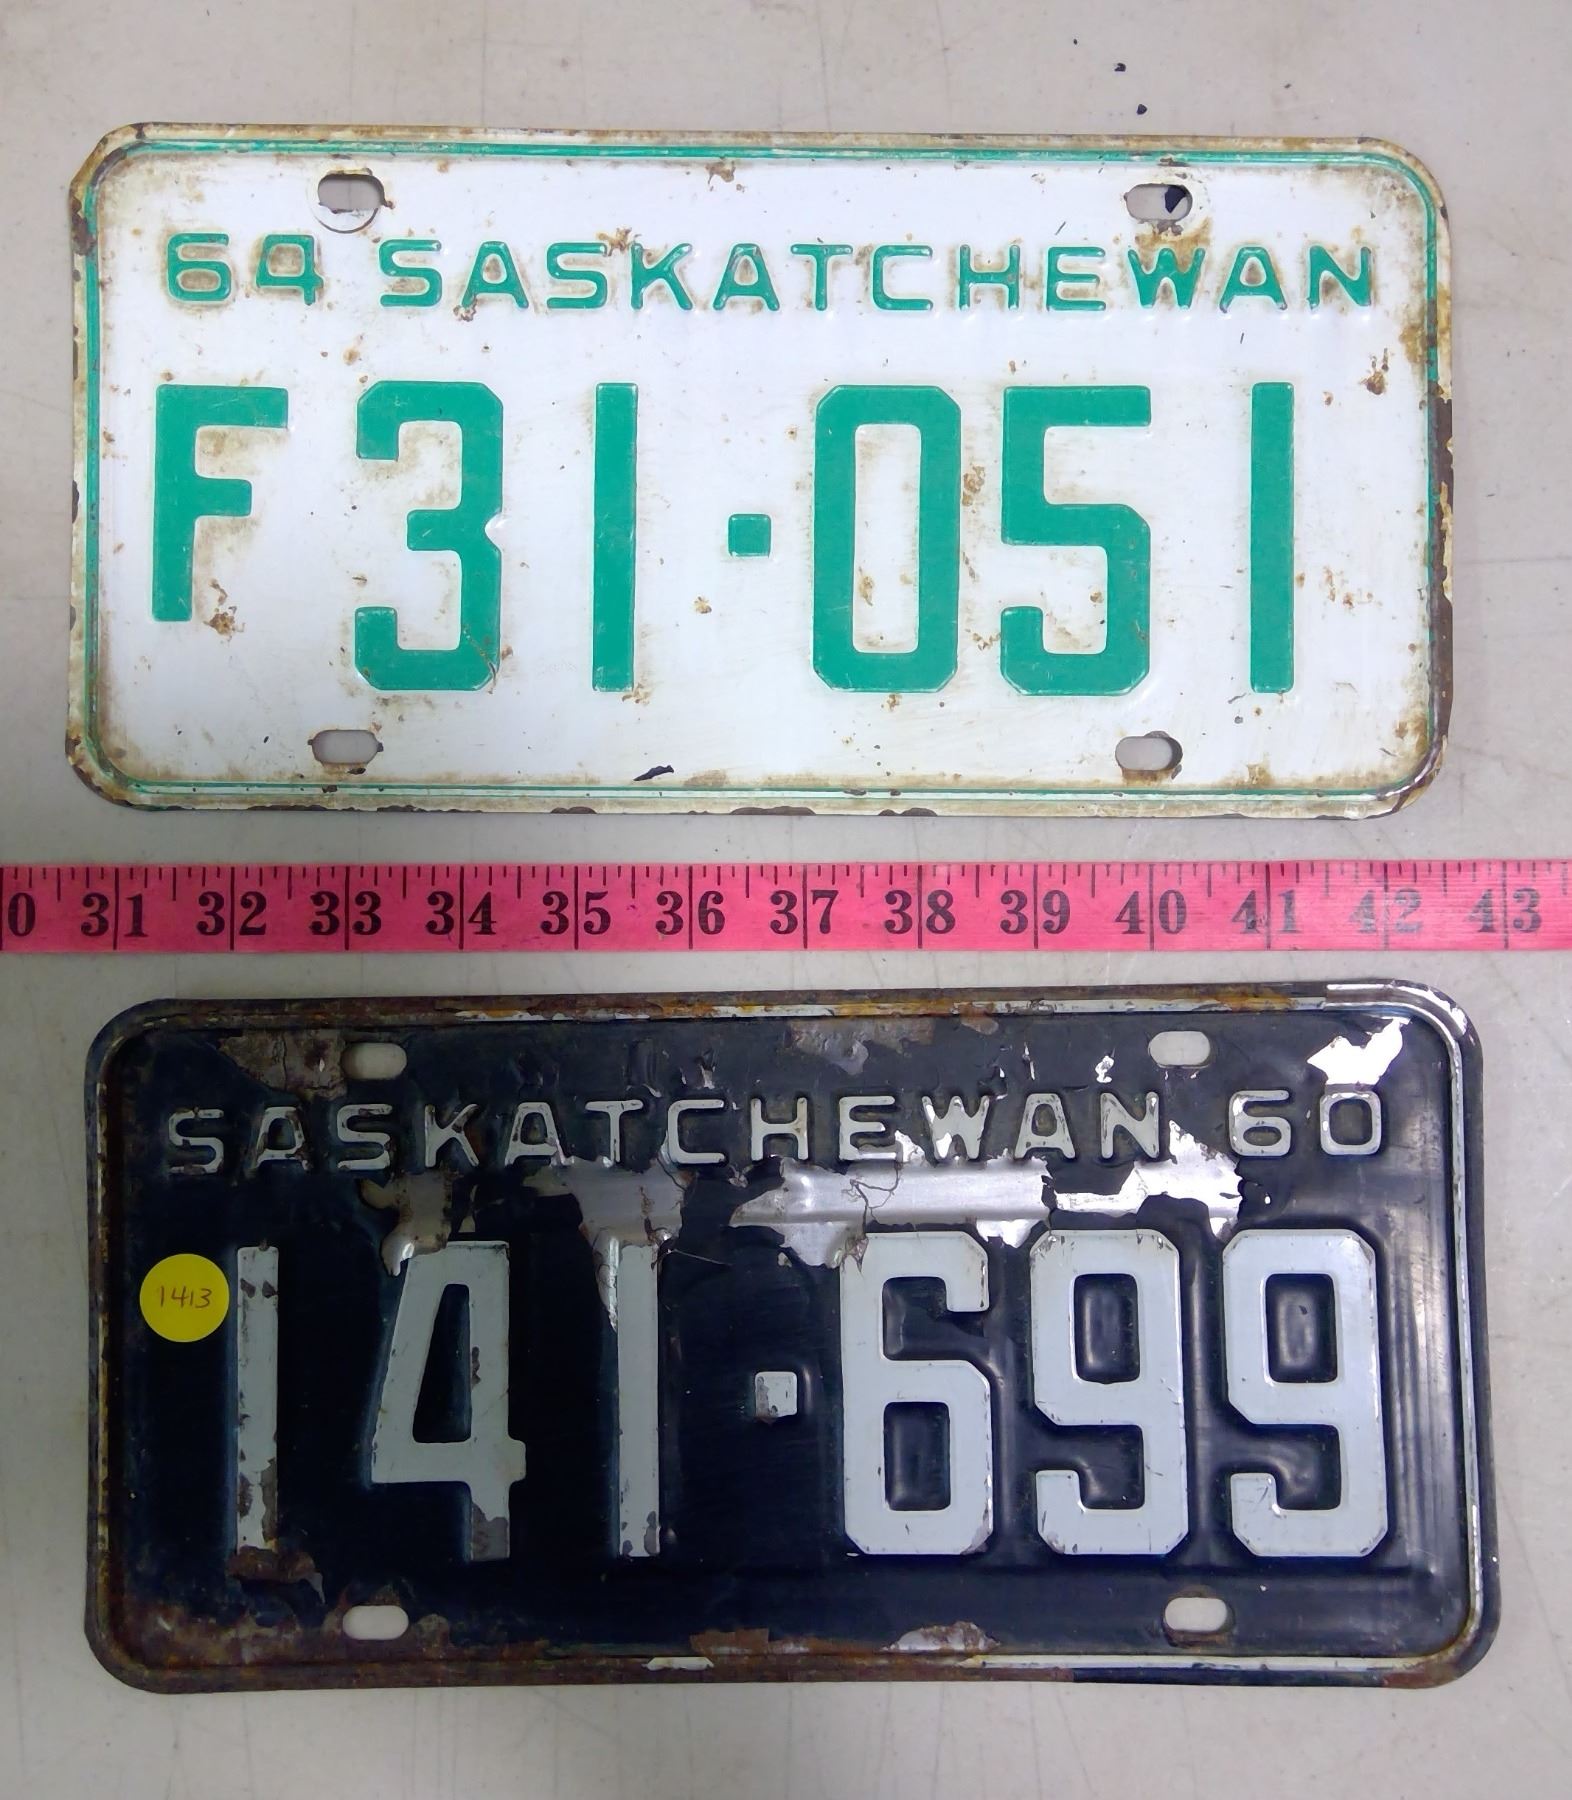 64 SASKATCHEWAN
F31·051
0 31 32 33 34 35 36 37 38 39 40 41 42 43
SASKATCHEWAN 60
1413
141·699